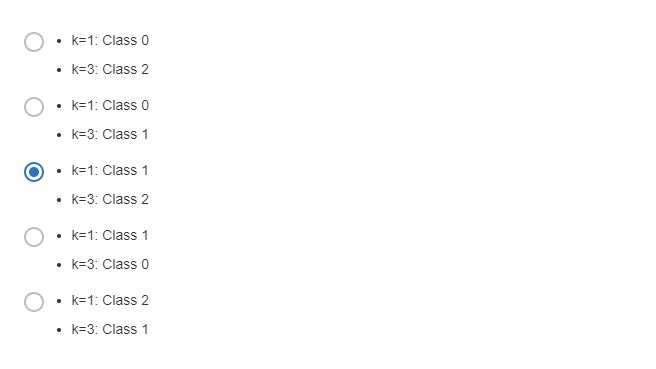 k=1: Class 0
k=3: Class 2
k=1: Class 0
k=3: Class 1
k=1: Class 1
k=3: Class 2
k=1: Class 1
k=3: Class 0
k=1: Class 2
k=3: Class 1